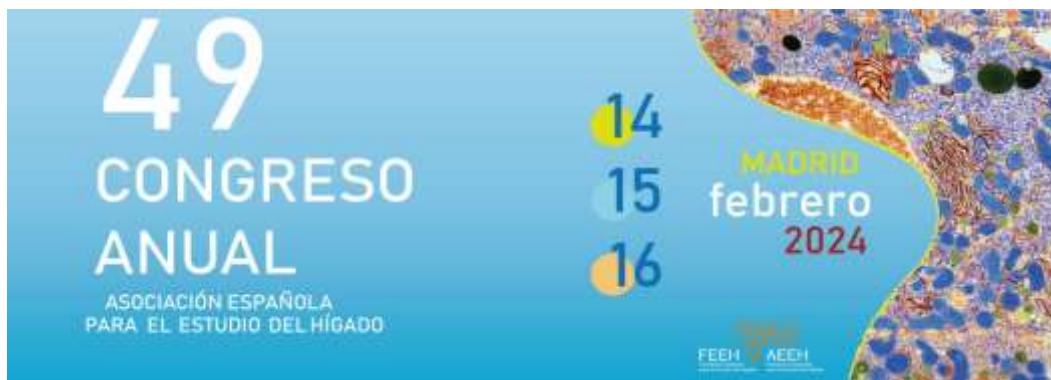 49
CONGRESO
ANUAL
ASOCIACIÓN ESPAÑOLA
PARA EL ESTUDIO DEL HÍGADO
14
15
16
MADRID
febrero
2024
FEEH AEEH